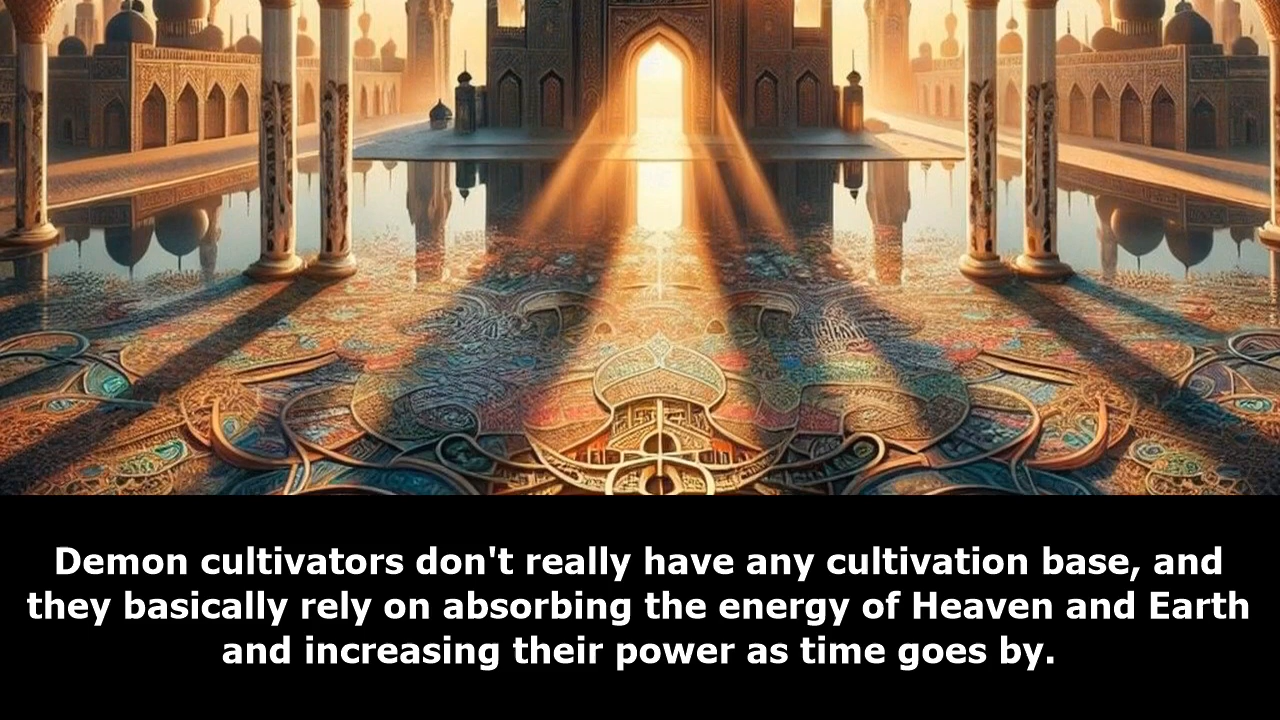 Demon cultivators don't really have any cultivation base, and
they basically rely on absorbing the energy of Heaven and Earth
and increasing their power as time goes by.